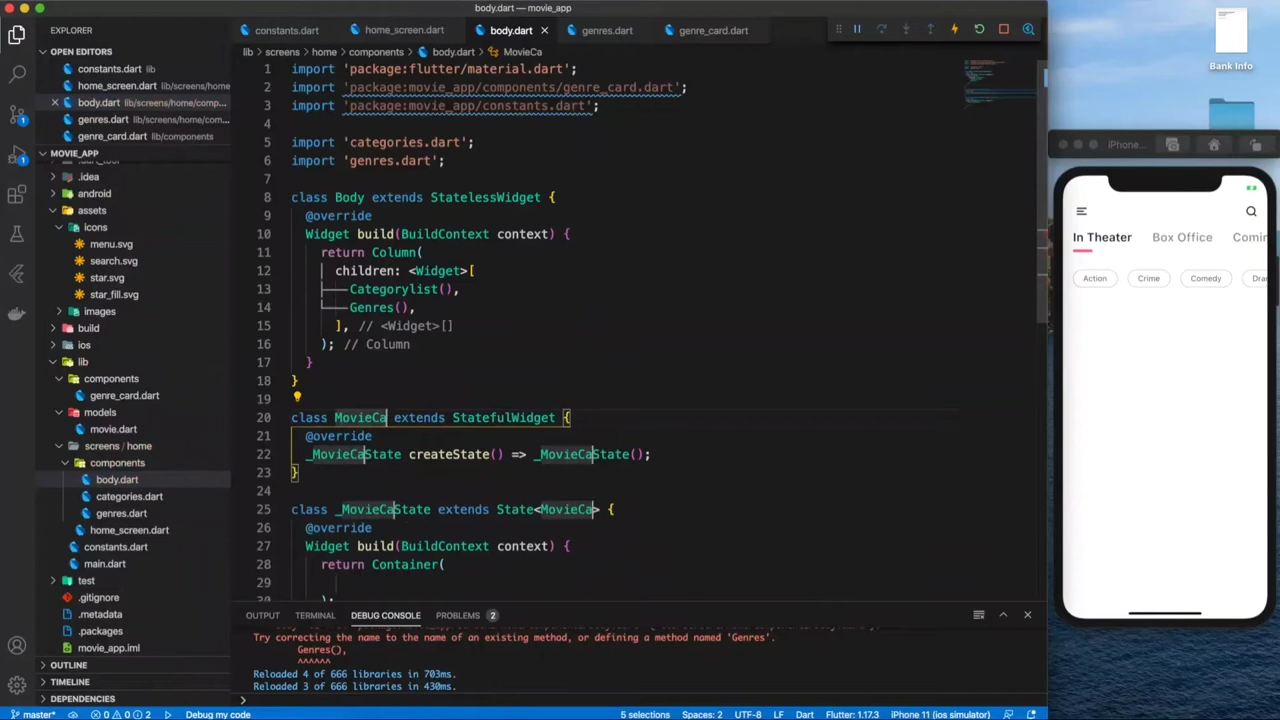 body.dart — movie_app
EXPLORER
OPEN EDITORS
constants.dart lib
home_screen.dart lib/screens/home...
body.dart lib/screens/home/comp...
genres.dart lib/screens/home/com...
genre_card.dart lib/components
MOVIE_APP
.dart_tool
.idea
android
assets
icons
menu.svg
search.svg
star.svg
star_fill.svg
images
build
ios
lib
components
genre_card.dart
models
movie.dart
screens / home
components
body.dart
categories.dart
genres.dart
home_screen.dart
constants.dart
main.dart
test
.gitignore
.metadata
.packages
movie_app.iml
OUTLINE
TIMELINE
DEPENDENCIES
constants.dart
home_screen.dart
body.dart
genres.dart
genre_card.dart
lib > screens > home > components > body.dart > MovieCa
1 import 'package:flutter/material.dart';
2 import 'package:movie_app/components/genre_card.dart';
3 import 'package:movie_app/constants.dart';
4
5 import 'categories.dart';
6 import 'genres.dart';
7
8 class Body extends StatelessWidget {
9 @override
10 Widget build(BuildContext context) {
11 return Column(
12 children: <Widget>[
13 Categorylist(),
14 Genres(),
15 ], // <Widget>[]
16 ); // Column
17 }
18 }
19
20 class MovieCa extends StatefulWidget {
21 @override
22 _MovieCaState createState() => _MovieCaState();
23 }
24
25 class _MovieCaState extends State<MovieCa> {
26 @override
27 Widget build(BuildContext context) {
28 return Container(
29
30 );
OUTPUT
TERMINAL
DEBUG CONSOLE
PROBLEMS 2
Try correcting the name to the name of an existing method, or defining a method named 'Genres'.
Genres(),
^^^^^^
Reloaded 4 of 666 libraries in 703ms.
Reloaded 3 of 666 libraries in 430ms.
master*
0 0 2
Debug my code
5 selections
Spaces: 2
UTF-8
LF
Dart
Flutter: 1.17.3
iPhone 11 (ios simulator)
Bank Info
iPhone...
In Theater
Box Office
Comin
Action
Crime
Comedy
Dra